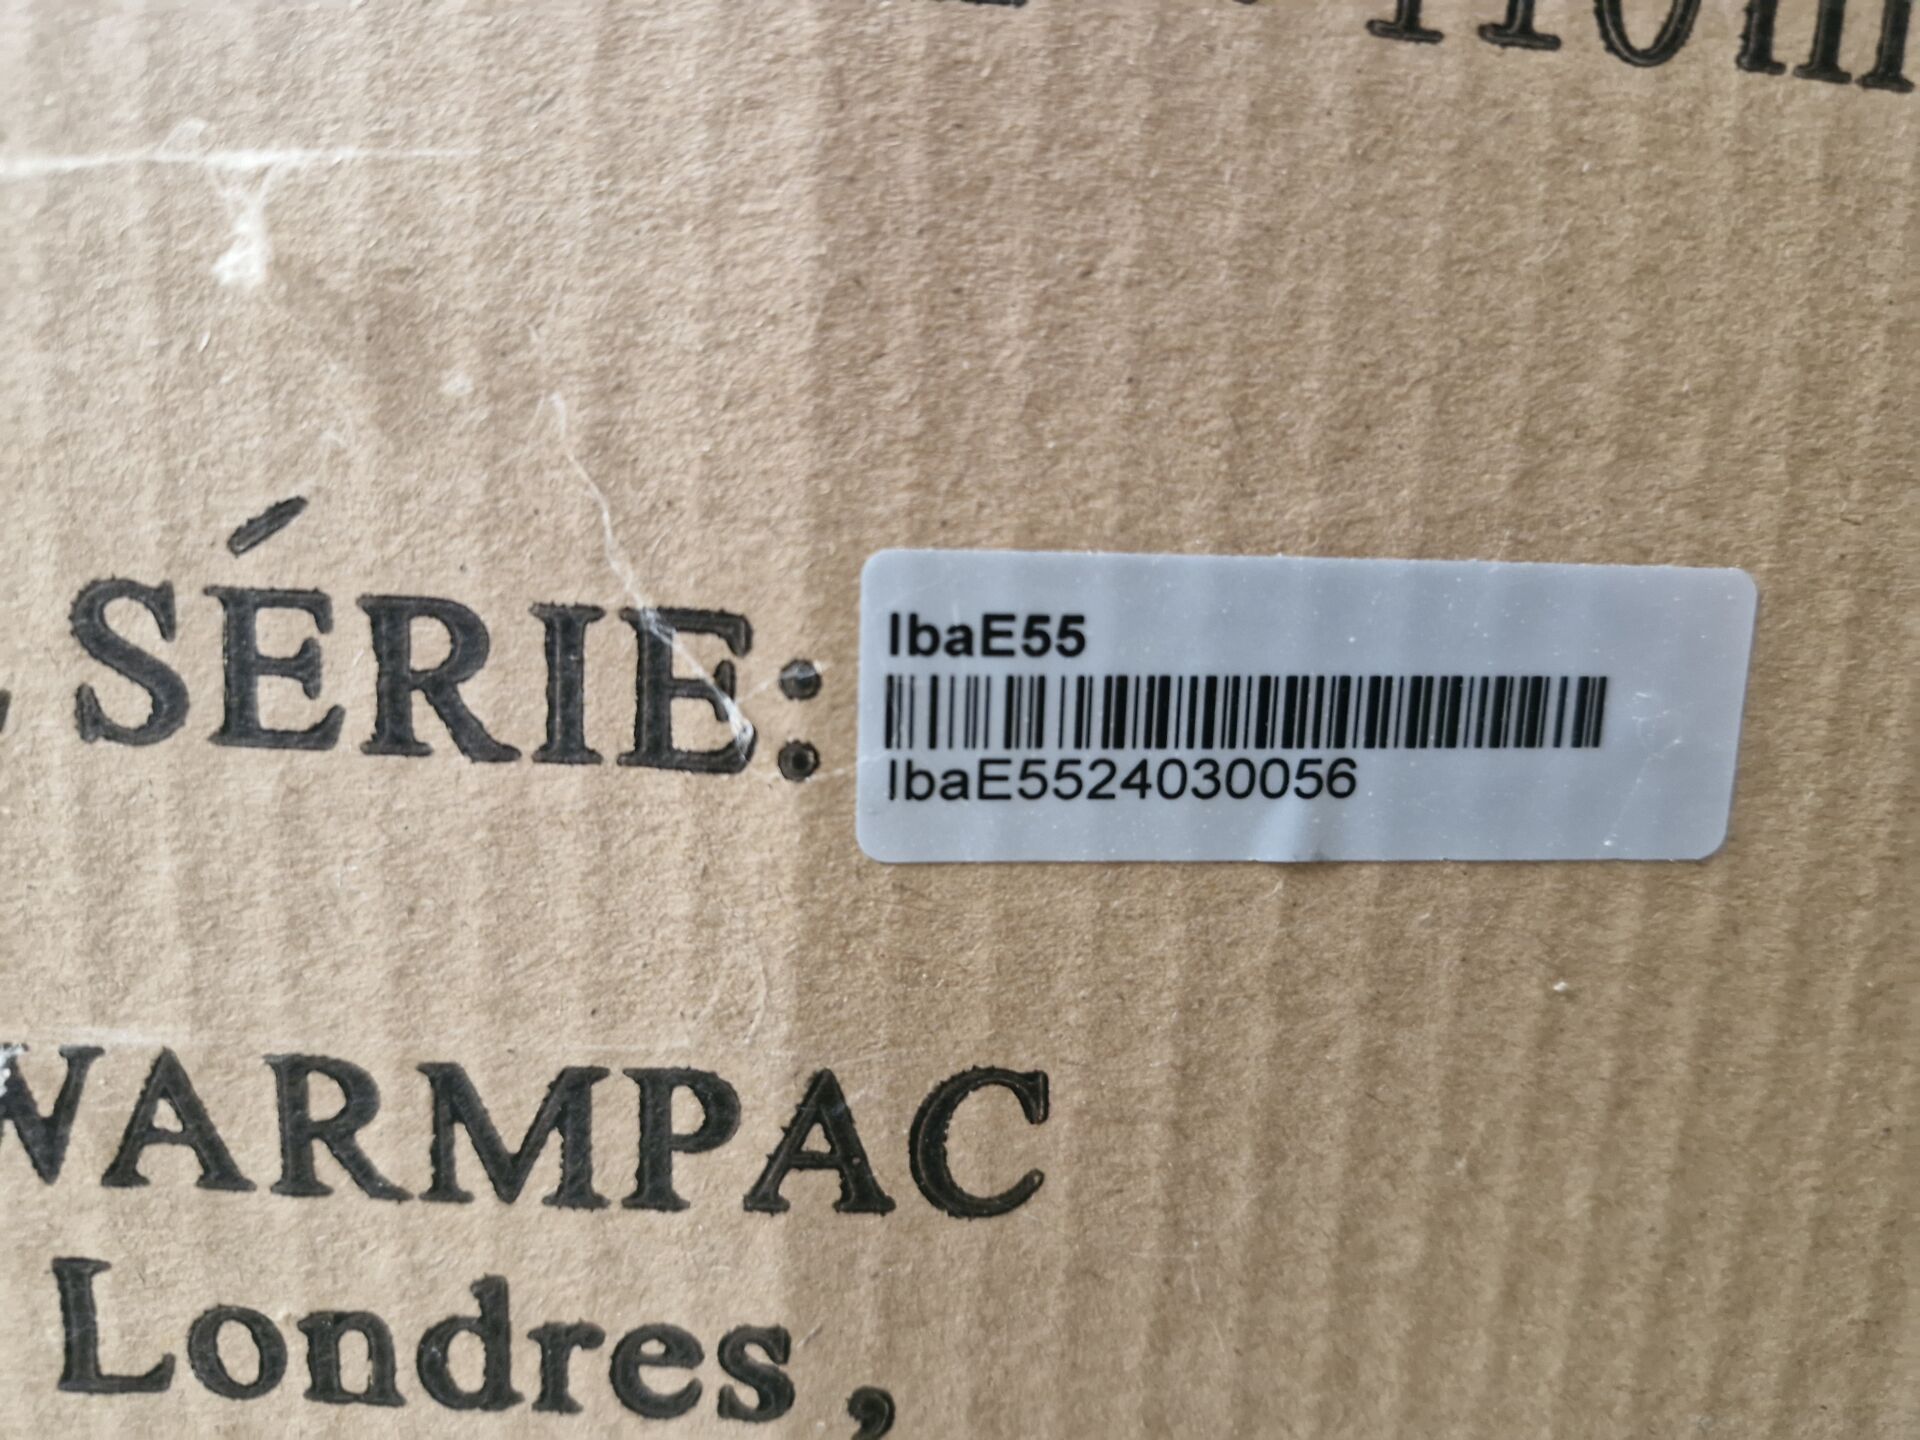 SÉRIE:
IbaE55
IbaE5524030056
WARMPAC
Londres ,